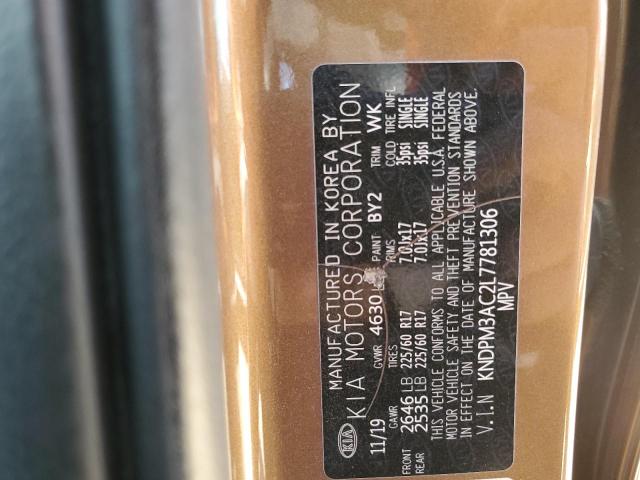 MANUFACTURED IN KOREA BY
KIA KIA MOTORS CORPORATION
11/19 GVWR 4630 PAINT BY2 TRIM WK
GAWR TIRES RIMS COLD TIRE INFL
FRONT 2646 LB 225/60 R17 7.0Jx17 35psi SINGLE
REAR 2535 LB 225/60 R17 7.0Jx17 35psi SINGLE
THIS VEHICLE CONFORMS TO ALL APPLICABLE U.S.A. FEDERAL
MOTOR VEHICLE SAFETY AND THEFT PREVENTION STANDARDS
IN EFFECT ON THE DATE OF MANUFACTURE SHOWN ABOVE.
V.I.N KNDPM3AC2L7781306
MPV